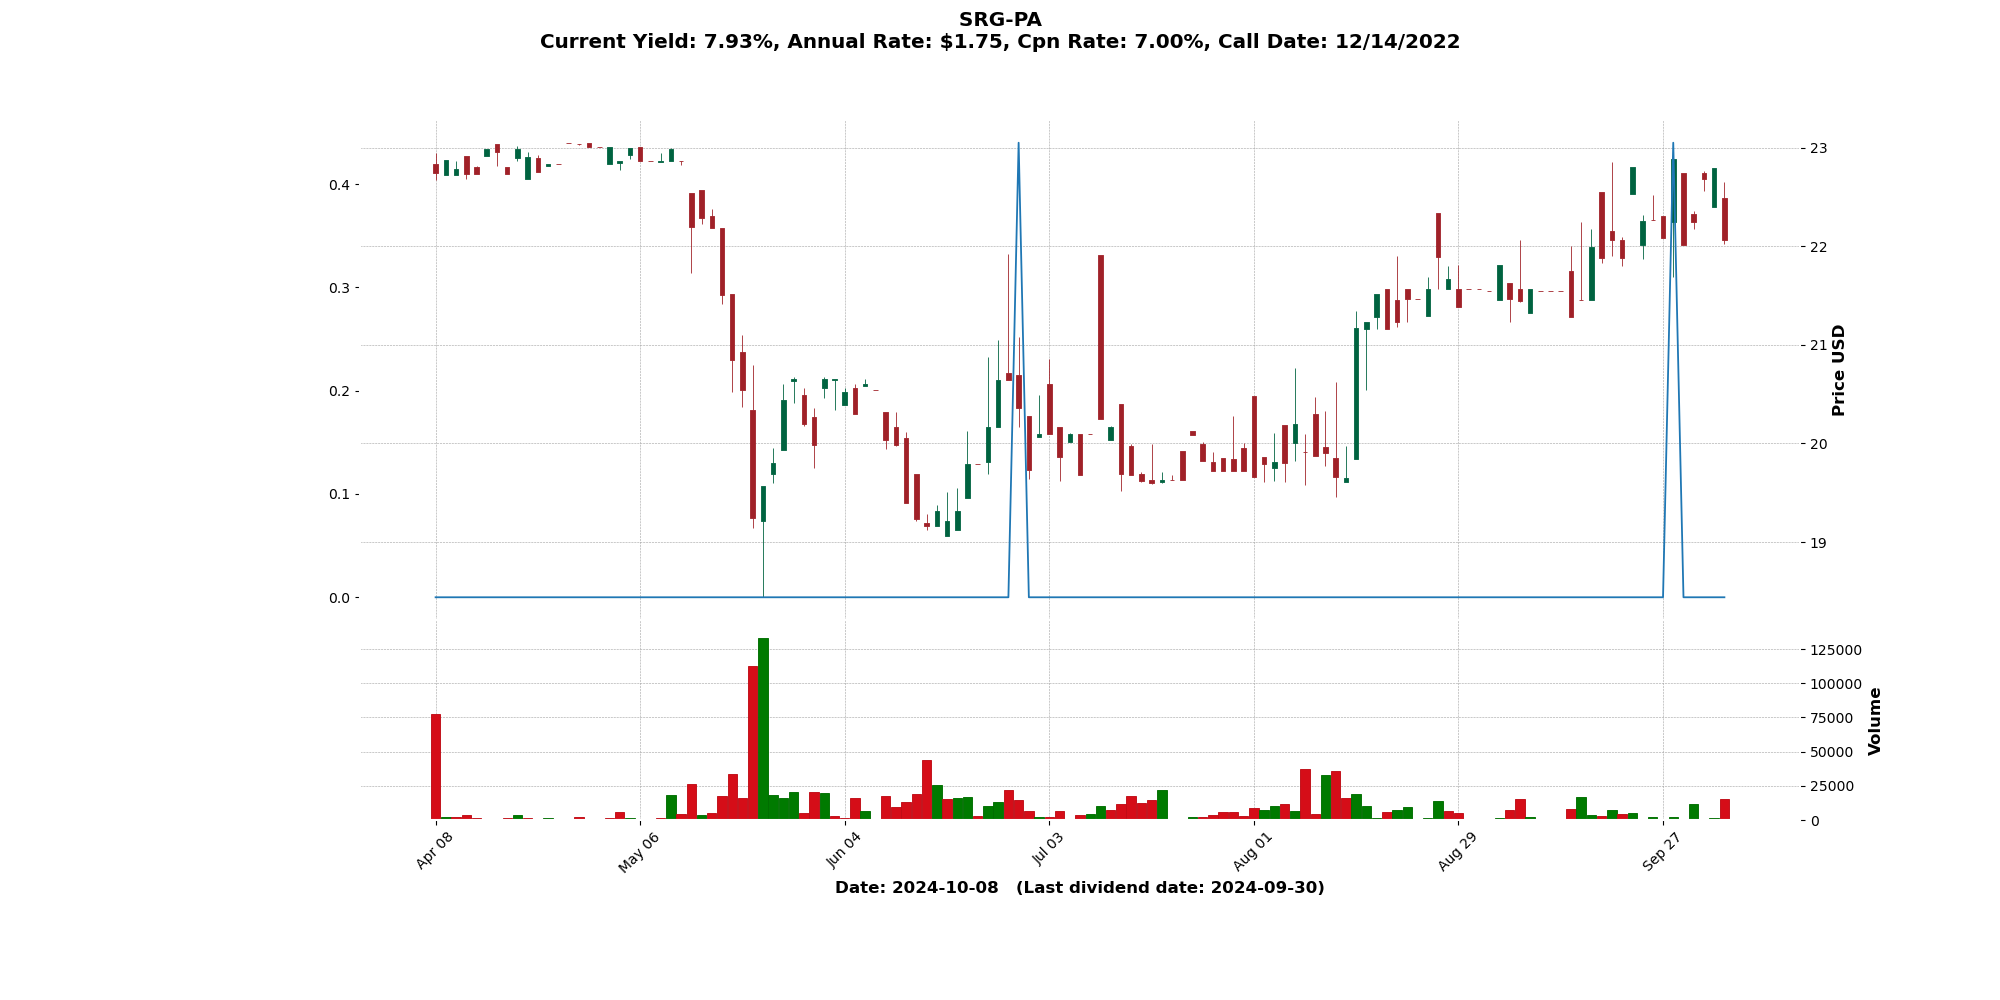 SRG-PA
Current Yield: 7.93%, Annual Rate: $1.75, Cpn Rate: 7.00%, Call Date: 12/14/2022
0.4
0.3
0.2
0.1
0.0
23
22
21
20
19
Price USD
125000
100000
75000
50000
25000
0
Volume
Apr 08
May 06
Jun 04
Jul 03
Aug 01
Aug 29
Sep 27
Date: 2024-10-08 (Last dividend date: 2024-09-30)